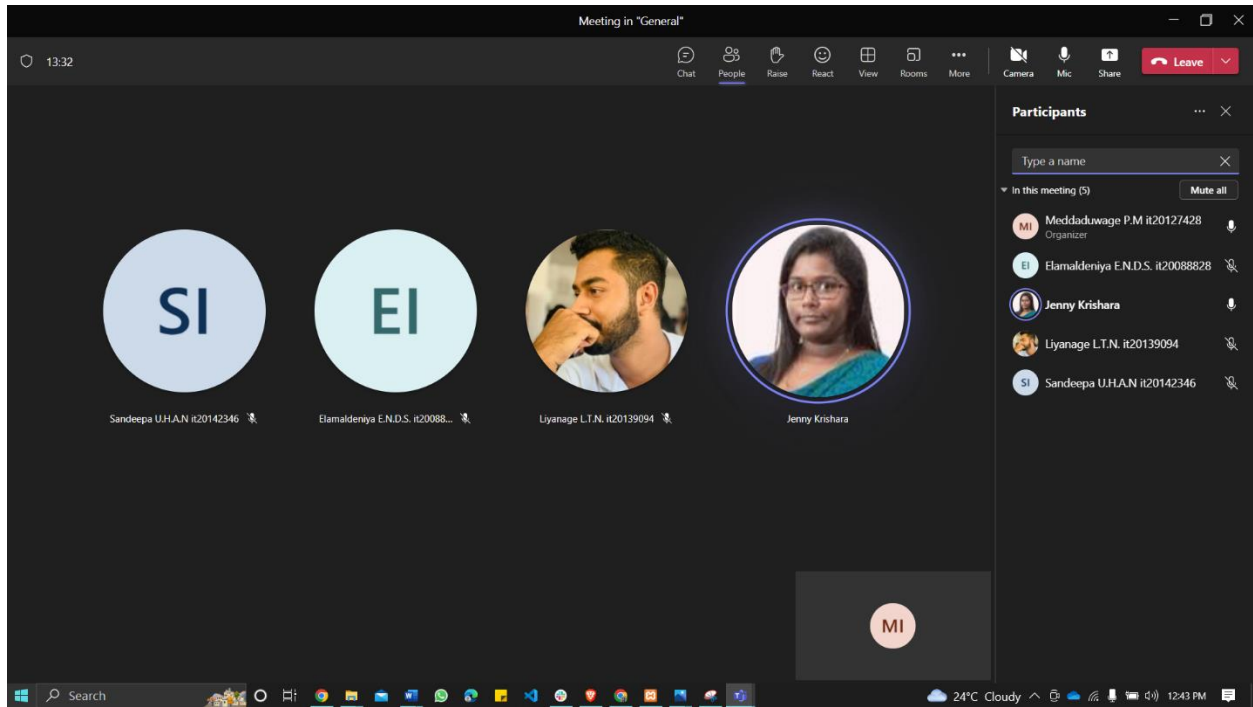 Meeting in "General"
13:32
Chat People Raise React View Rooms More Camera Mic Share Leave
Participants
Type a name
In this meeting (5) Mute all
MI Meddaduwage P.M it20127428
Organizer
EI Elamaldeniya E.N.D.S. it20088828
Jenny Krishara
Liyanage L.T.N. it20139094
SI Sandeepa U.H.A.N it20142346
SI EI
Sandeepa U.H.A.N it20142346 Elamaldeniya E.N.D.S. it20088... Liyanage L.T.N. it20139094 Jenny Krishara
MI
Search 24°C Cloudy 12:43 PM